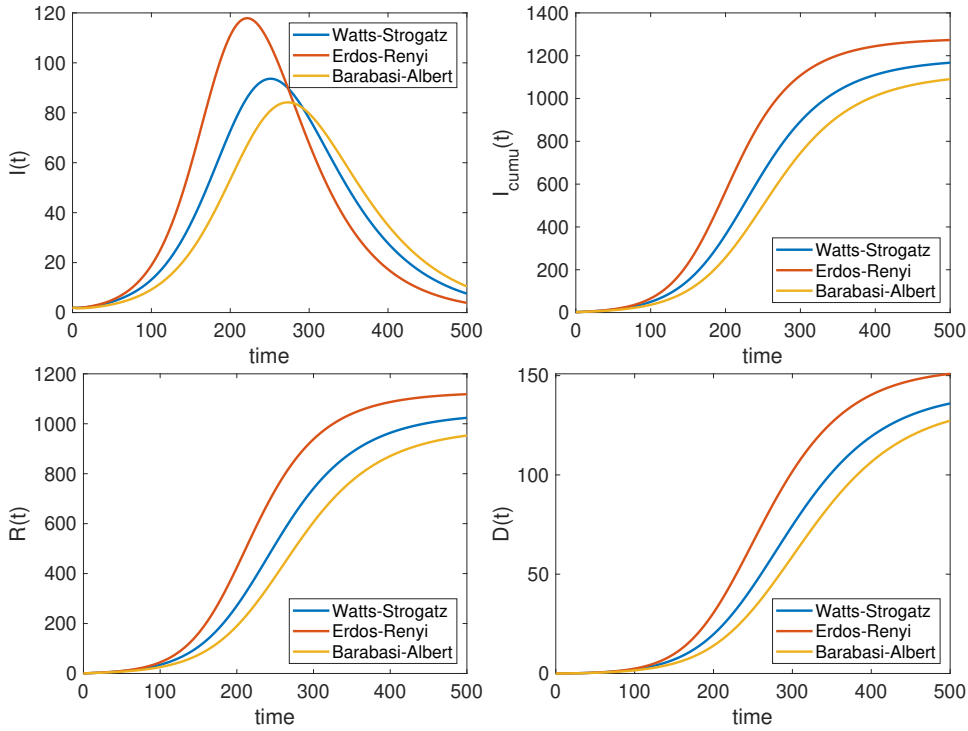 120
100
80
60
40
20
0
I(t)
Watts-Strogatz
Erdos-Renyi
Barabasi-Albert
0 100 200 300 400 500
time
1400
1200
1000
800
600
400
200
0
I_cumu(t)
Watts-Strogatz
Erdos-Renyi
Barabasi-Albert
0 100 200 300 400 500
time
1200
1000
800
600
400
200
0
R(t)
Watts-Strogatz
Erdos-Renyi
Barabasi-Albert
0 100 200 300 400 500
time
150
100
50
0
D(t)
Watts-Strogatz
Erdos-Renyi
Barabasi-Albert
0 100 200 300 400 500
time